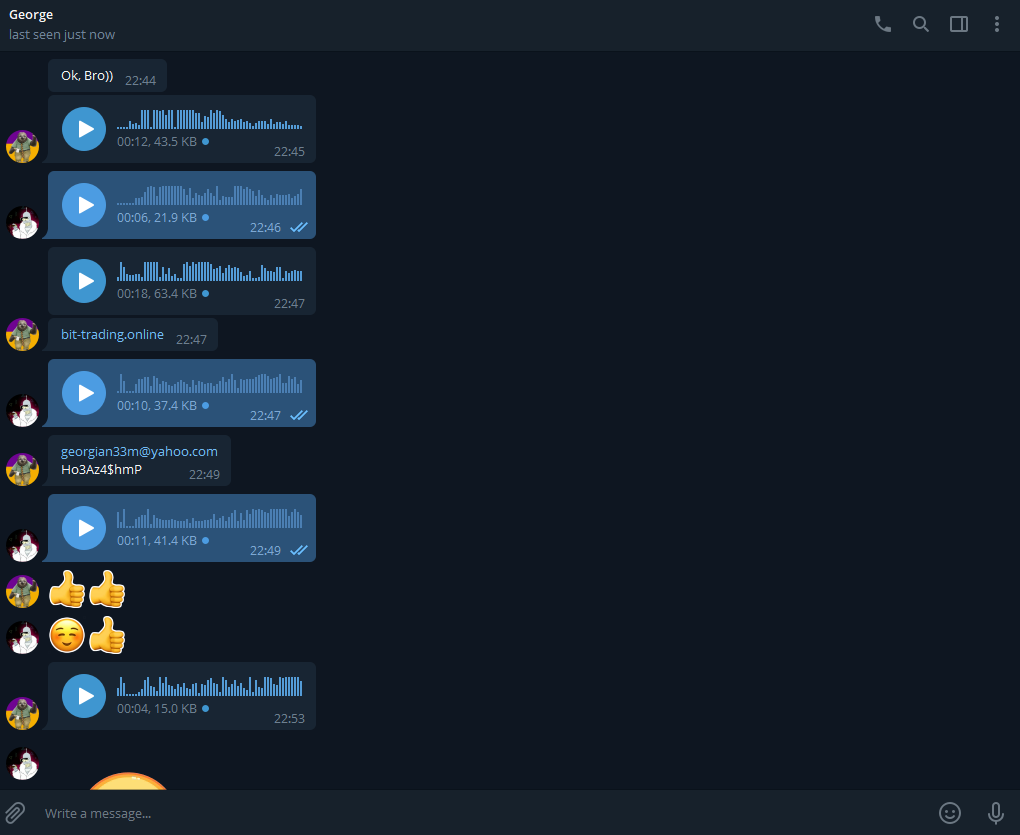 George
last seen just now
Ok, Bro)) 22:44
00:12, 43.5 KB
22:45
00:06, 21.9 KB
22:46
00:18, 63.4 KB
22:47
bit-trading.online 22:47
00:10, 37.4 KB
22:47
georgian33m@yahoo.com
Ho3Az4$hmP 22:49
00:11, 41.4 KB
22:49
00:04, 15.0 KB
22:53
Write a message...